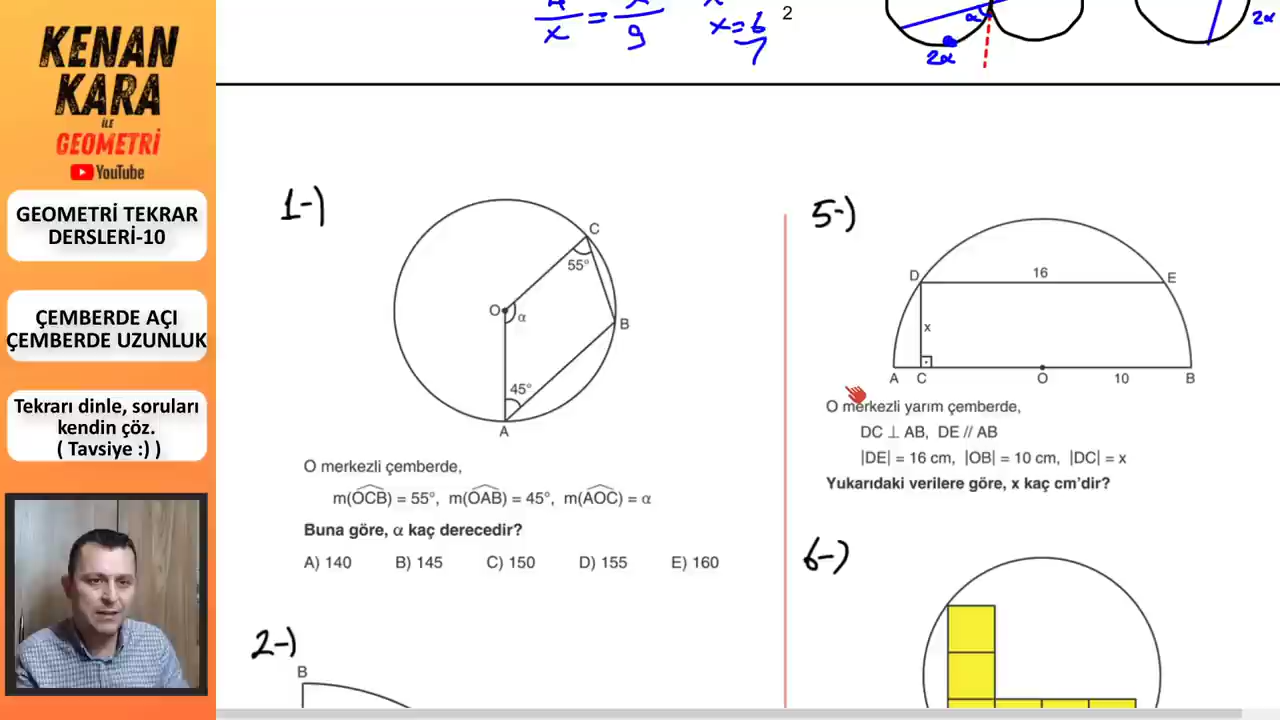 KENAN
KARA
İLE
GEOMETRİ
YouTube
GEOMETRİ TEKRAR
DERSLERİ-10
ÇEMBERDE AÇI
ÇEMBERDE UZUNLUK
Tekrarı dinle, soruları
kendin çöz.
( Tavsiye :) )
x = 9
x = 6
7
2
α
2α
2α
1-)
C
55°
O
α
B
45°
A
O merkezli çemberde,
m(OCB) = 55°, m(OAB) = 45°, m(AOC) = α
Buna göre, α kaç derecedir?
A) 140 B) 145 C) 150 D) 155 E) 160
2-)
B
5-)
D 16 E
x
A C O 10 B
O merkezli yarım çemberde,
DC ⊥ AB, DE // AB
|DE| = 16 cm, |OB| = 10 cm, |DC| = x
Yukarıdaki verilere göre, x kaç cm'dir?
6-)